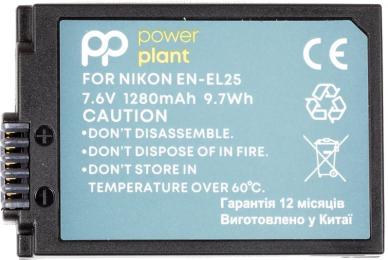 PP power
plant
CE
FOR NIKON EN-EL25
7.6V 1280mAh 9.7Wh
CAUTION
•DON'T DISASSEMBLE.
•DON'T DISPOSE OF IN FIRE.
•DON'T STORE IN
TEMPERATURE OVER 60℃.
Гарантія 12 місяців
Виготовлено у Китаї
+
-